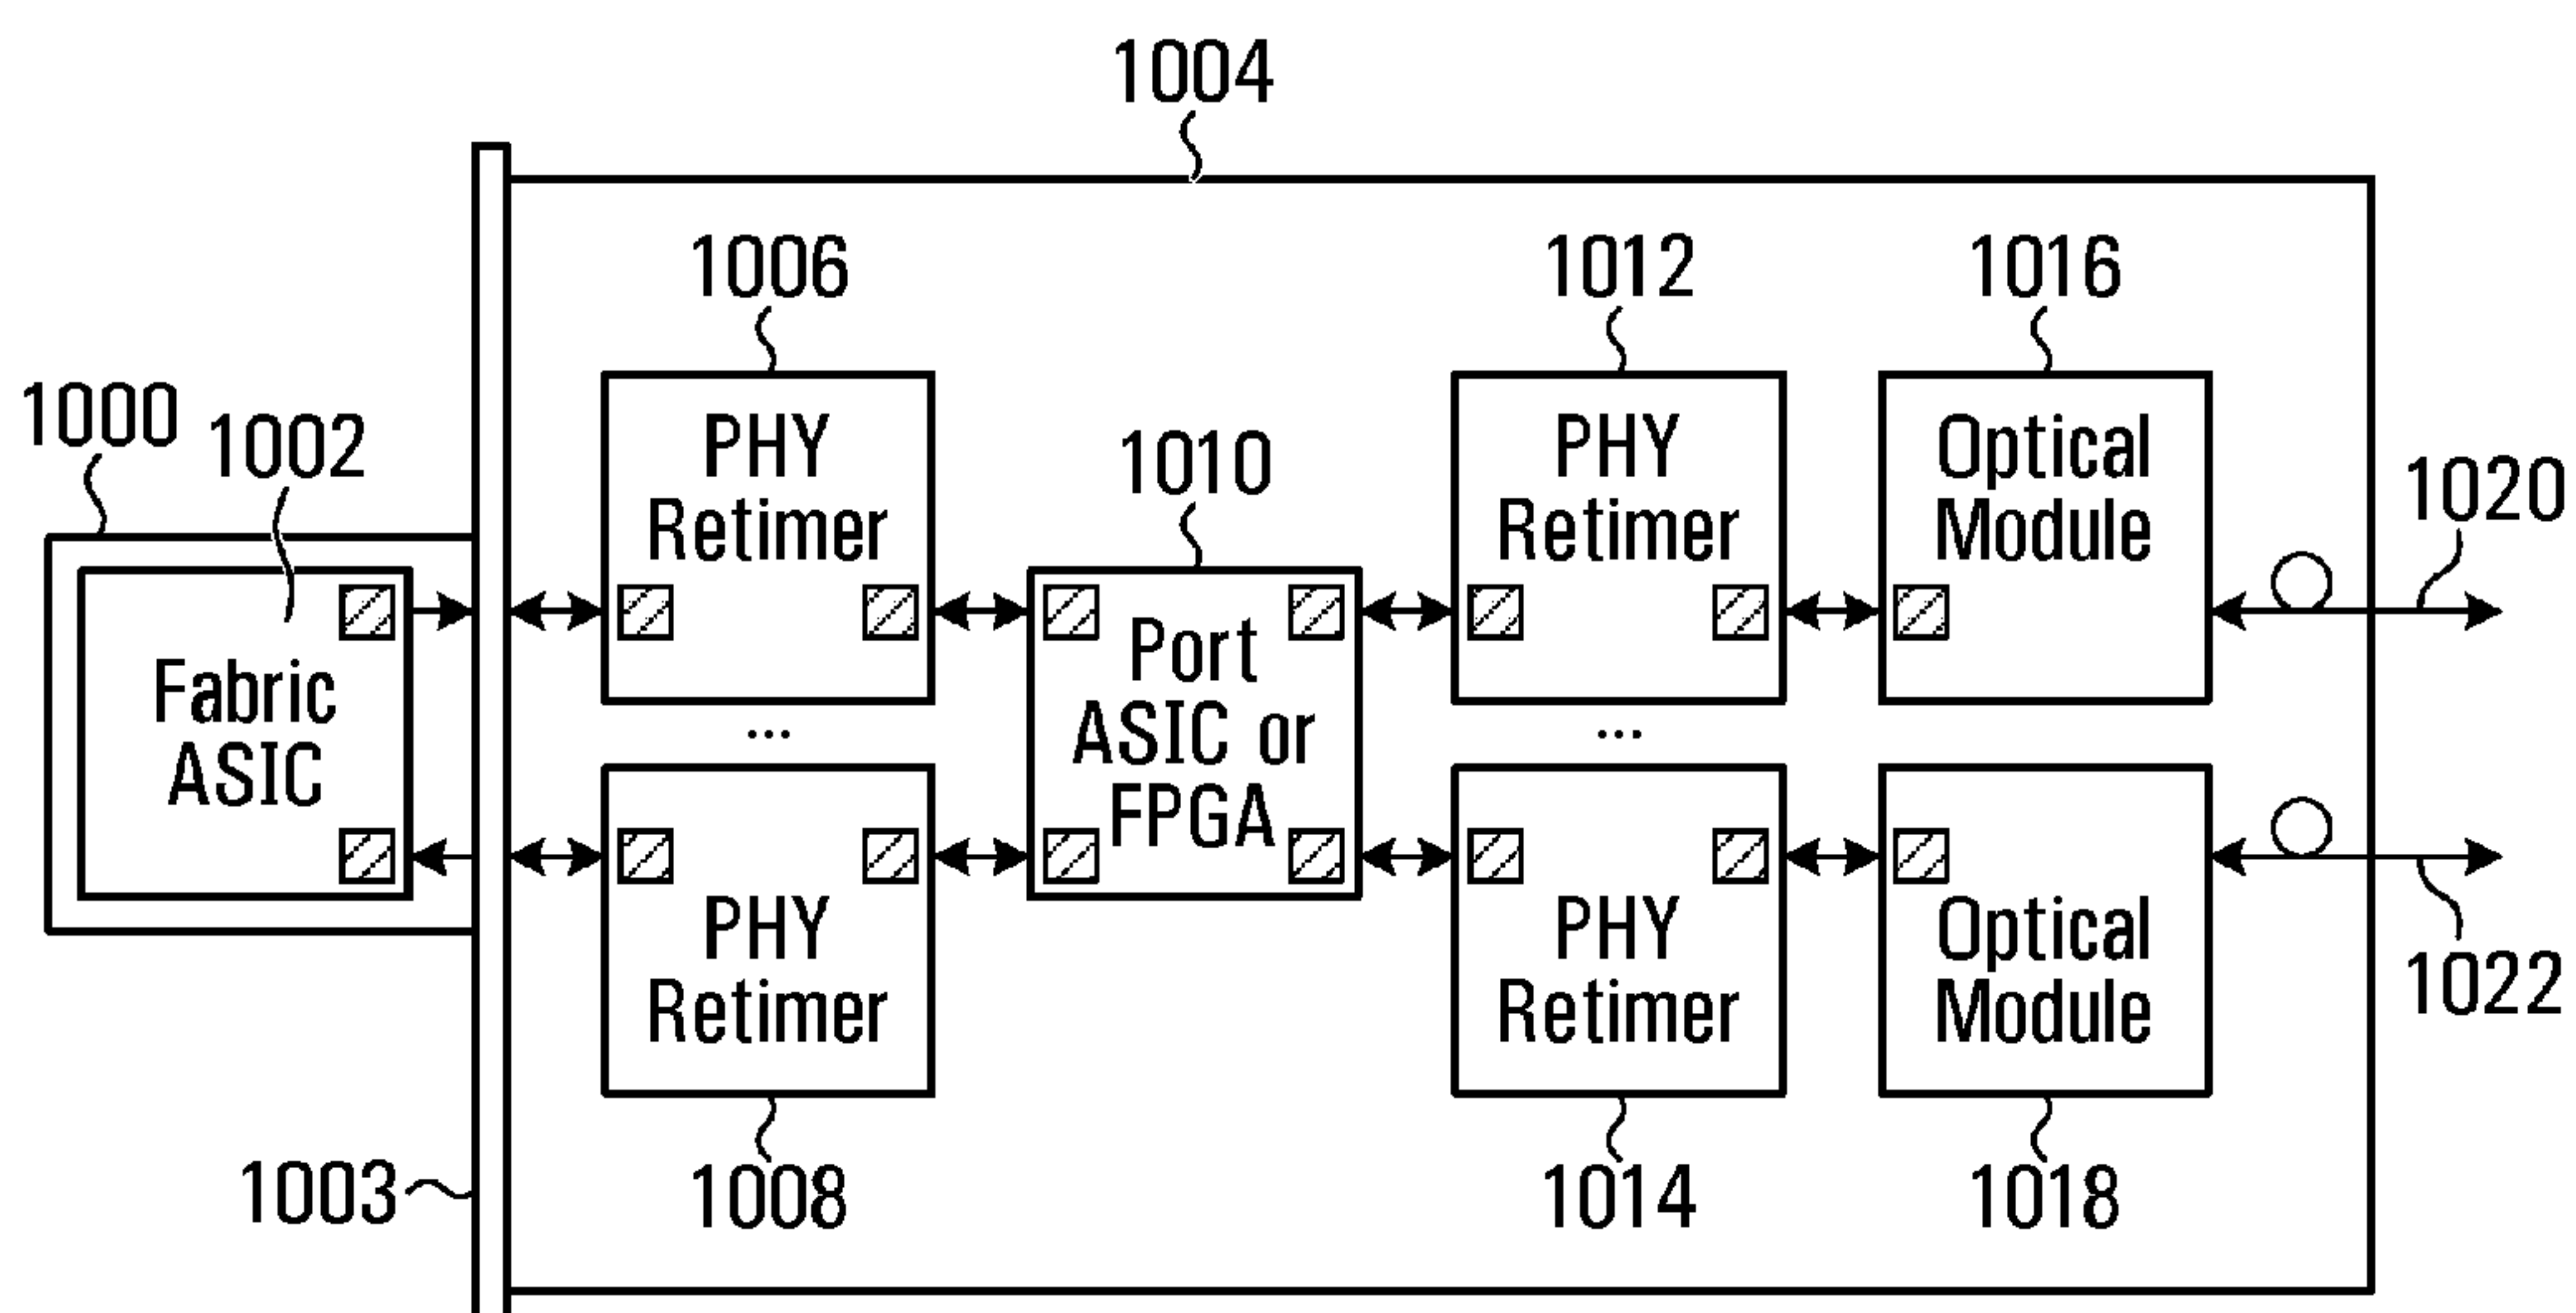 1004
1006
1012
1016
1000
1002
1010
1020
PHY
Retimer
PHY
Retimer
Optical
Module
Fabric
ASIC
Port
ASIC or
FPGA
...
...
PHY
Retimer
PHY
Retimer
Optical
Module
1022
1003
1008
1014
1018